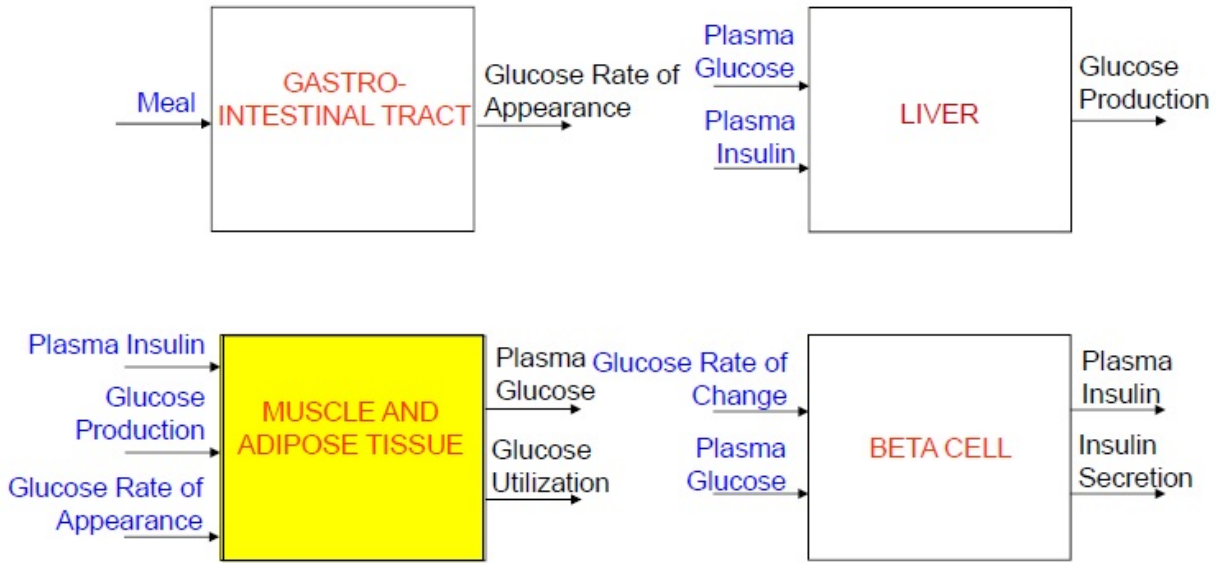 Meal
GASTRO-
INTESTINAL TRACT
Glucose Rate of
Appearance
Plasma
Glucose
Plasma
Insulin
LIVER
Glucose
Production
Plasma Insulin
Glucose
Production
Glucose Rate of
Appearance
MUSCLE AND
ADIPOSE TISSUE
Plasma
Glucose
Glucose
Utilization
Glucose Rate of
Change
Plasma
Glucose
BETA CELL
Plasma
Insulin
Insulin
Secretion